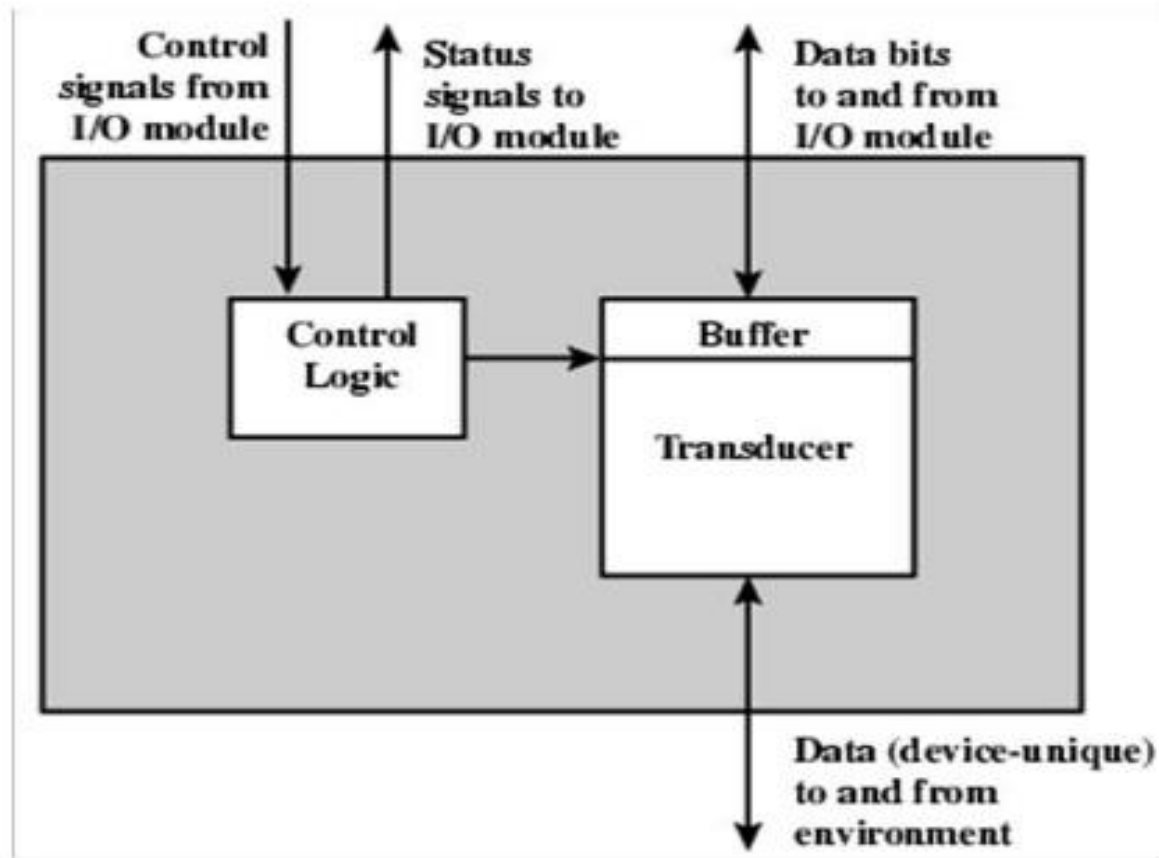 Control
signals from
I/O module
Status
signals to
I/O module
Data bits
to and from
I/O module
Control
Logic
Buffer
Transducer
Data (device-unique)
to and from
environment